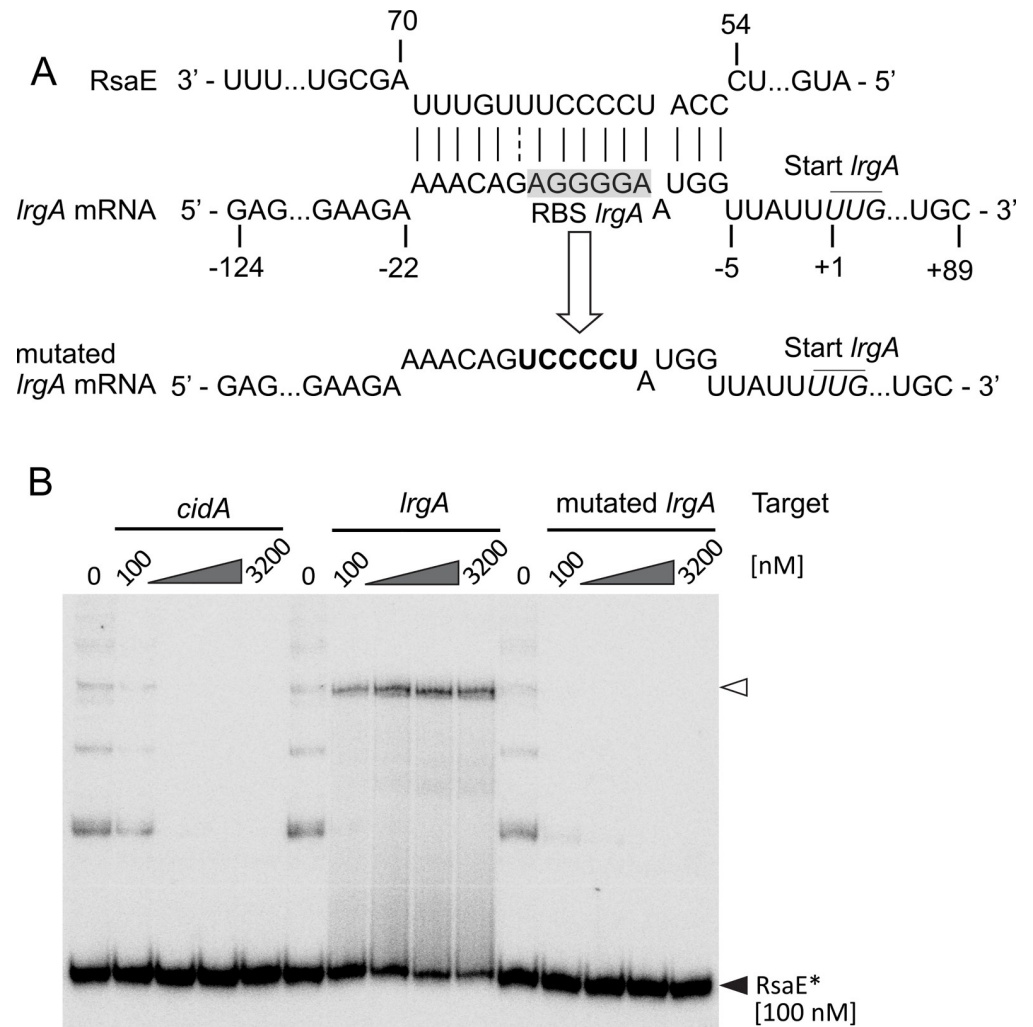 A
70
54
RsaE 3’ - UUU...UGCGA CU...GUA - 5’
UUUGUUUCCCCU ACC
AAACAGAGGGGA UGG Start lrgA
lrgA mRNA 5’ - GAG...GAAGA RBS lrgA A UUAUUUUG...UGC - 3’
-124 -22 -5 +1 +89
mutated AAACAGUCCCCU UGG Start lrgA
lrgA mRNA 5’ - GAG...GAAGA A UUAUUUUG...UGC - 3’
B
cidA lrgA mutated lrgA Target
0 100 3200 0 100 3200 0 100 3200 [nM]
RsaE*
[100 nM]